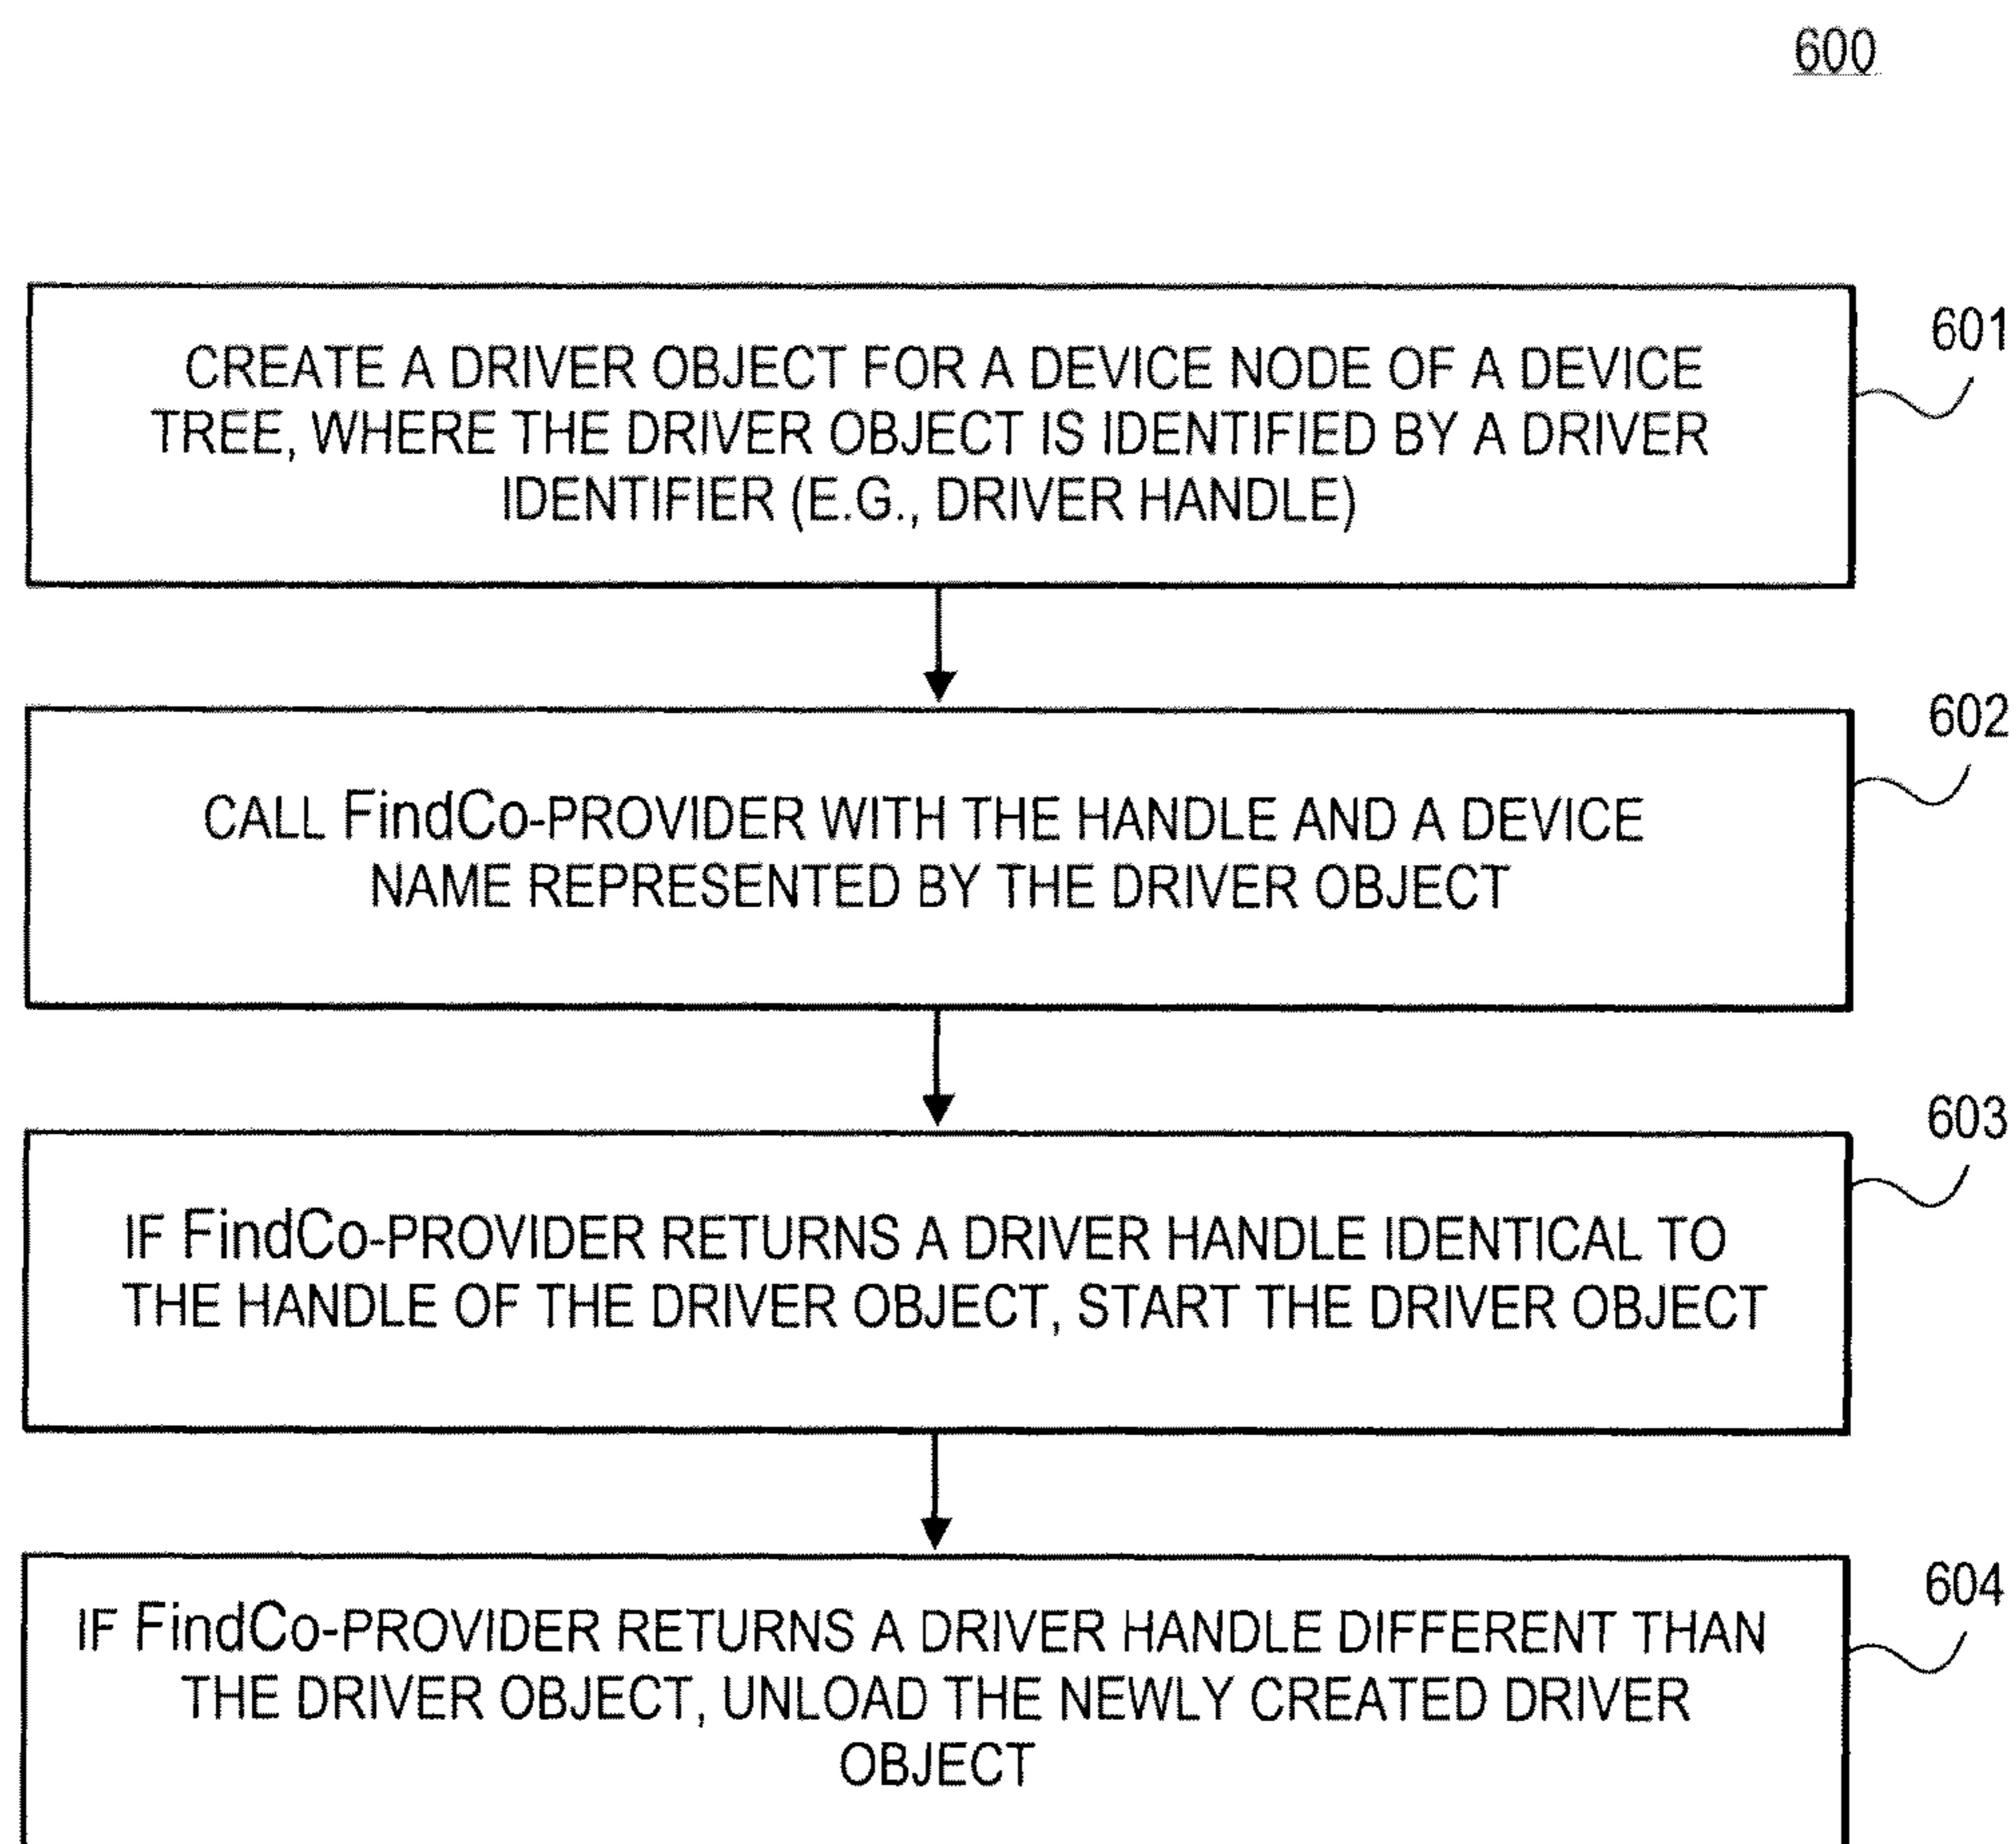 600
CREATE A DRIVER OBJECT FOR A DEVICE NODE OF A DEVICE
TREE, WHERE THE DRIVER OBJECT IS IDENTIFIED BY A DRIVER
IDENTIFIER (E.G., DRIVER HANDLE)
601
CALL FindCo-PROVIDER WITH THE HANDLE AND A DEVICE
NAME REPRESENTED BY THE DRIVER OBJECT
602
IF FindCo-PROVIDER RETURNS A DRIVER HANDLE IDENTICAL TO
THE HANDLE OF THE DRIVER OBJECT, START THE DRIVER OBJECT
603
IF FindCo-PROVIDER RETURNS A DRIVER HANDLE DIFFERENT THAN
THE DRIVER OBJECT, UNLOAD THE NEWLY CREATED DRIVER
OBJECT
604